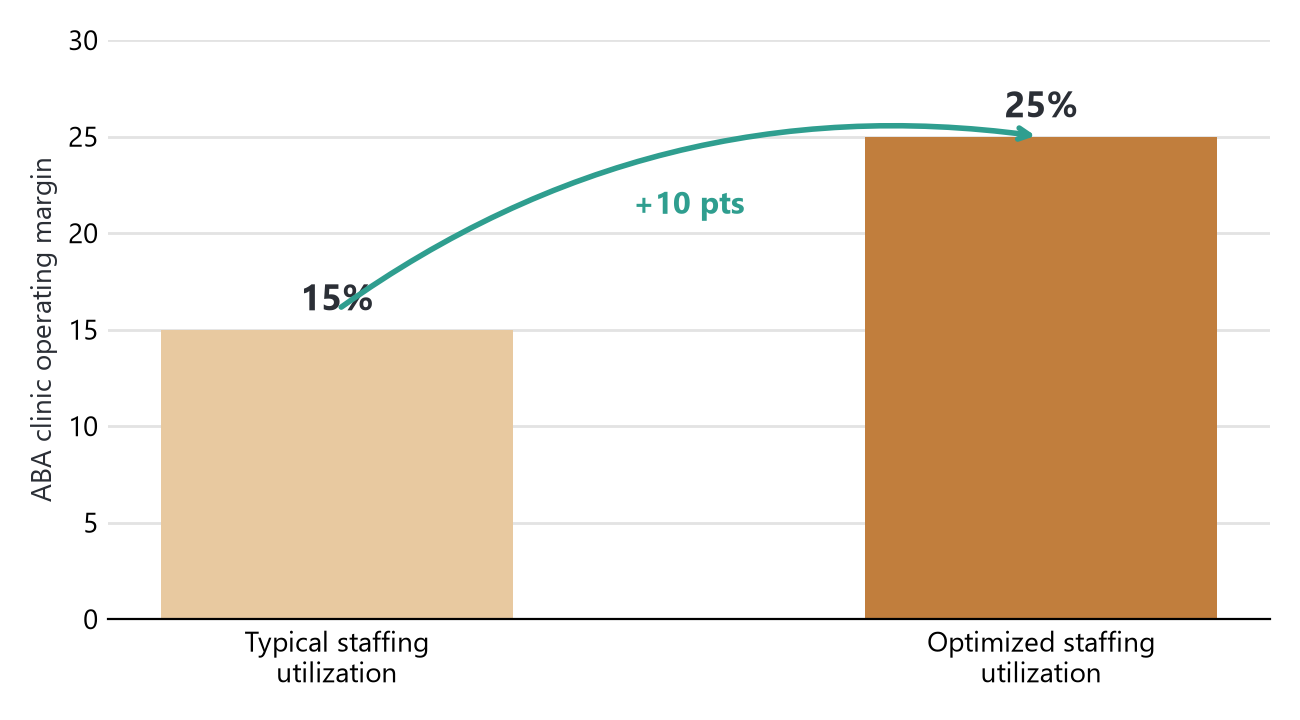 30
25%
25
+10 pts
20
15%
15
10
5
0
ABA clinic operating margin
Typical staffing
utilization
Optimized staffing
utilization